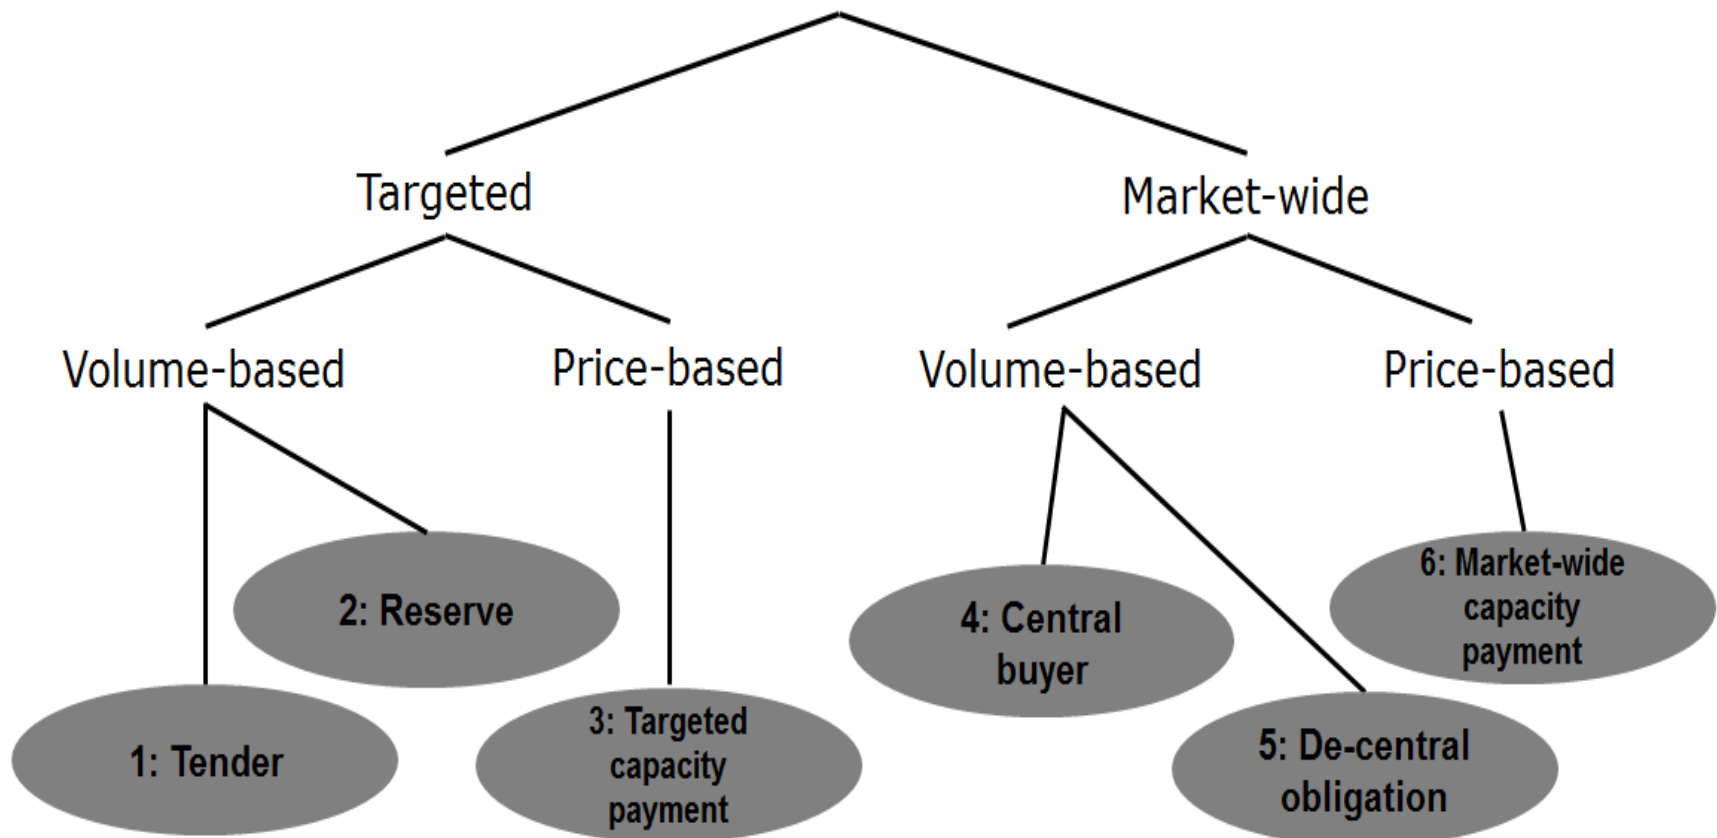 Targeted
Market-wide
Volume-based
Price-based
Volume-based
Price-based
1: Tender
2: Reserve
3: Targeted
capacity
payment
4: Central
buyer
5: De-central
obligation
6: Market-wide
capacity
payment